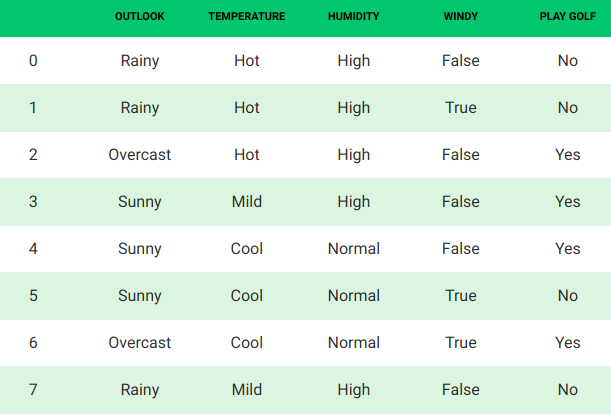 OUTLOOK TEMPERATURE HUMIDITY WINDY PLAY GOLF
0 Rainy Hot High False No
1 Rainy Hot High True No
2 Overcast Hot High False Yes
3 Sunny Mild High False Yes
4 Sunny Cool Normal False Yes
5 Sunny Cool Normal True No
6 Overcast Cool Normal True Yes
7 Rainy Mild High False No